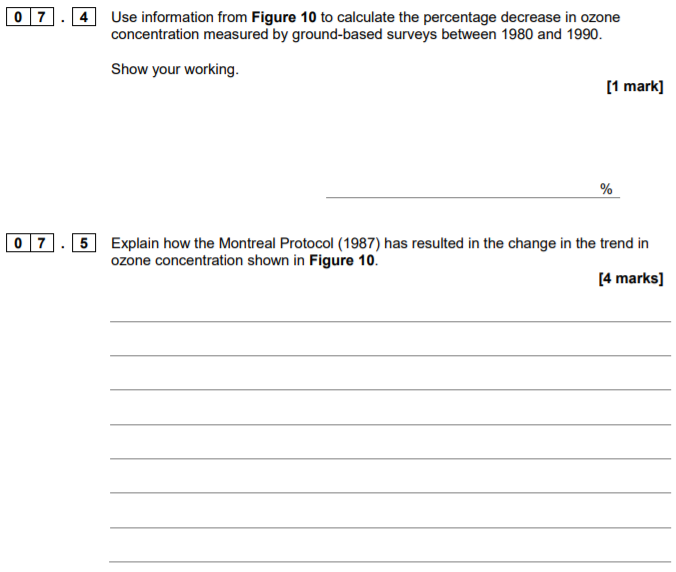 0 7 . 4 Use information from Figure 10 to calculate the percentage decrease in ozone
concentration measured by ground-based surveys between 1980 and 1990.
Show your working.
[1 mark]
%
0 7 . 5 Explain how the Montreal Protocol (1987) has resulted in the change in the trend in
ozone concentration shown in Figure 10.
[4 marks]